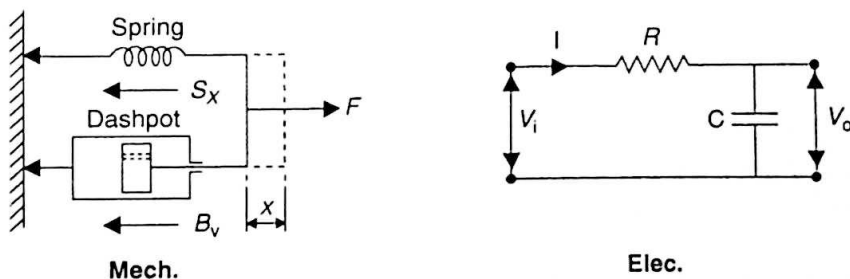 Spring
S_X
F
Dashpot
B_v
x
Mech.
I
R
V_i
C
V_o
Elec.